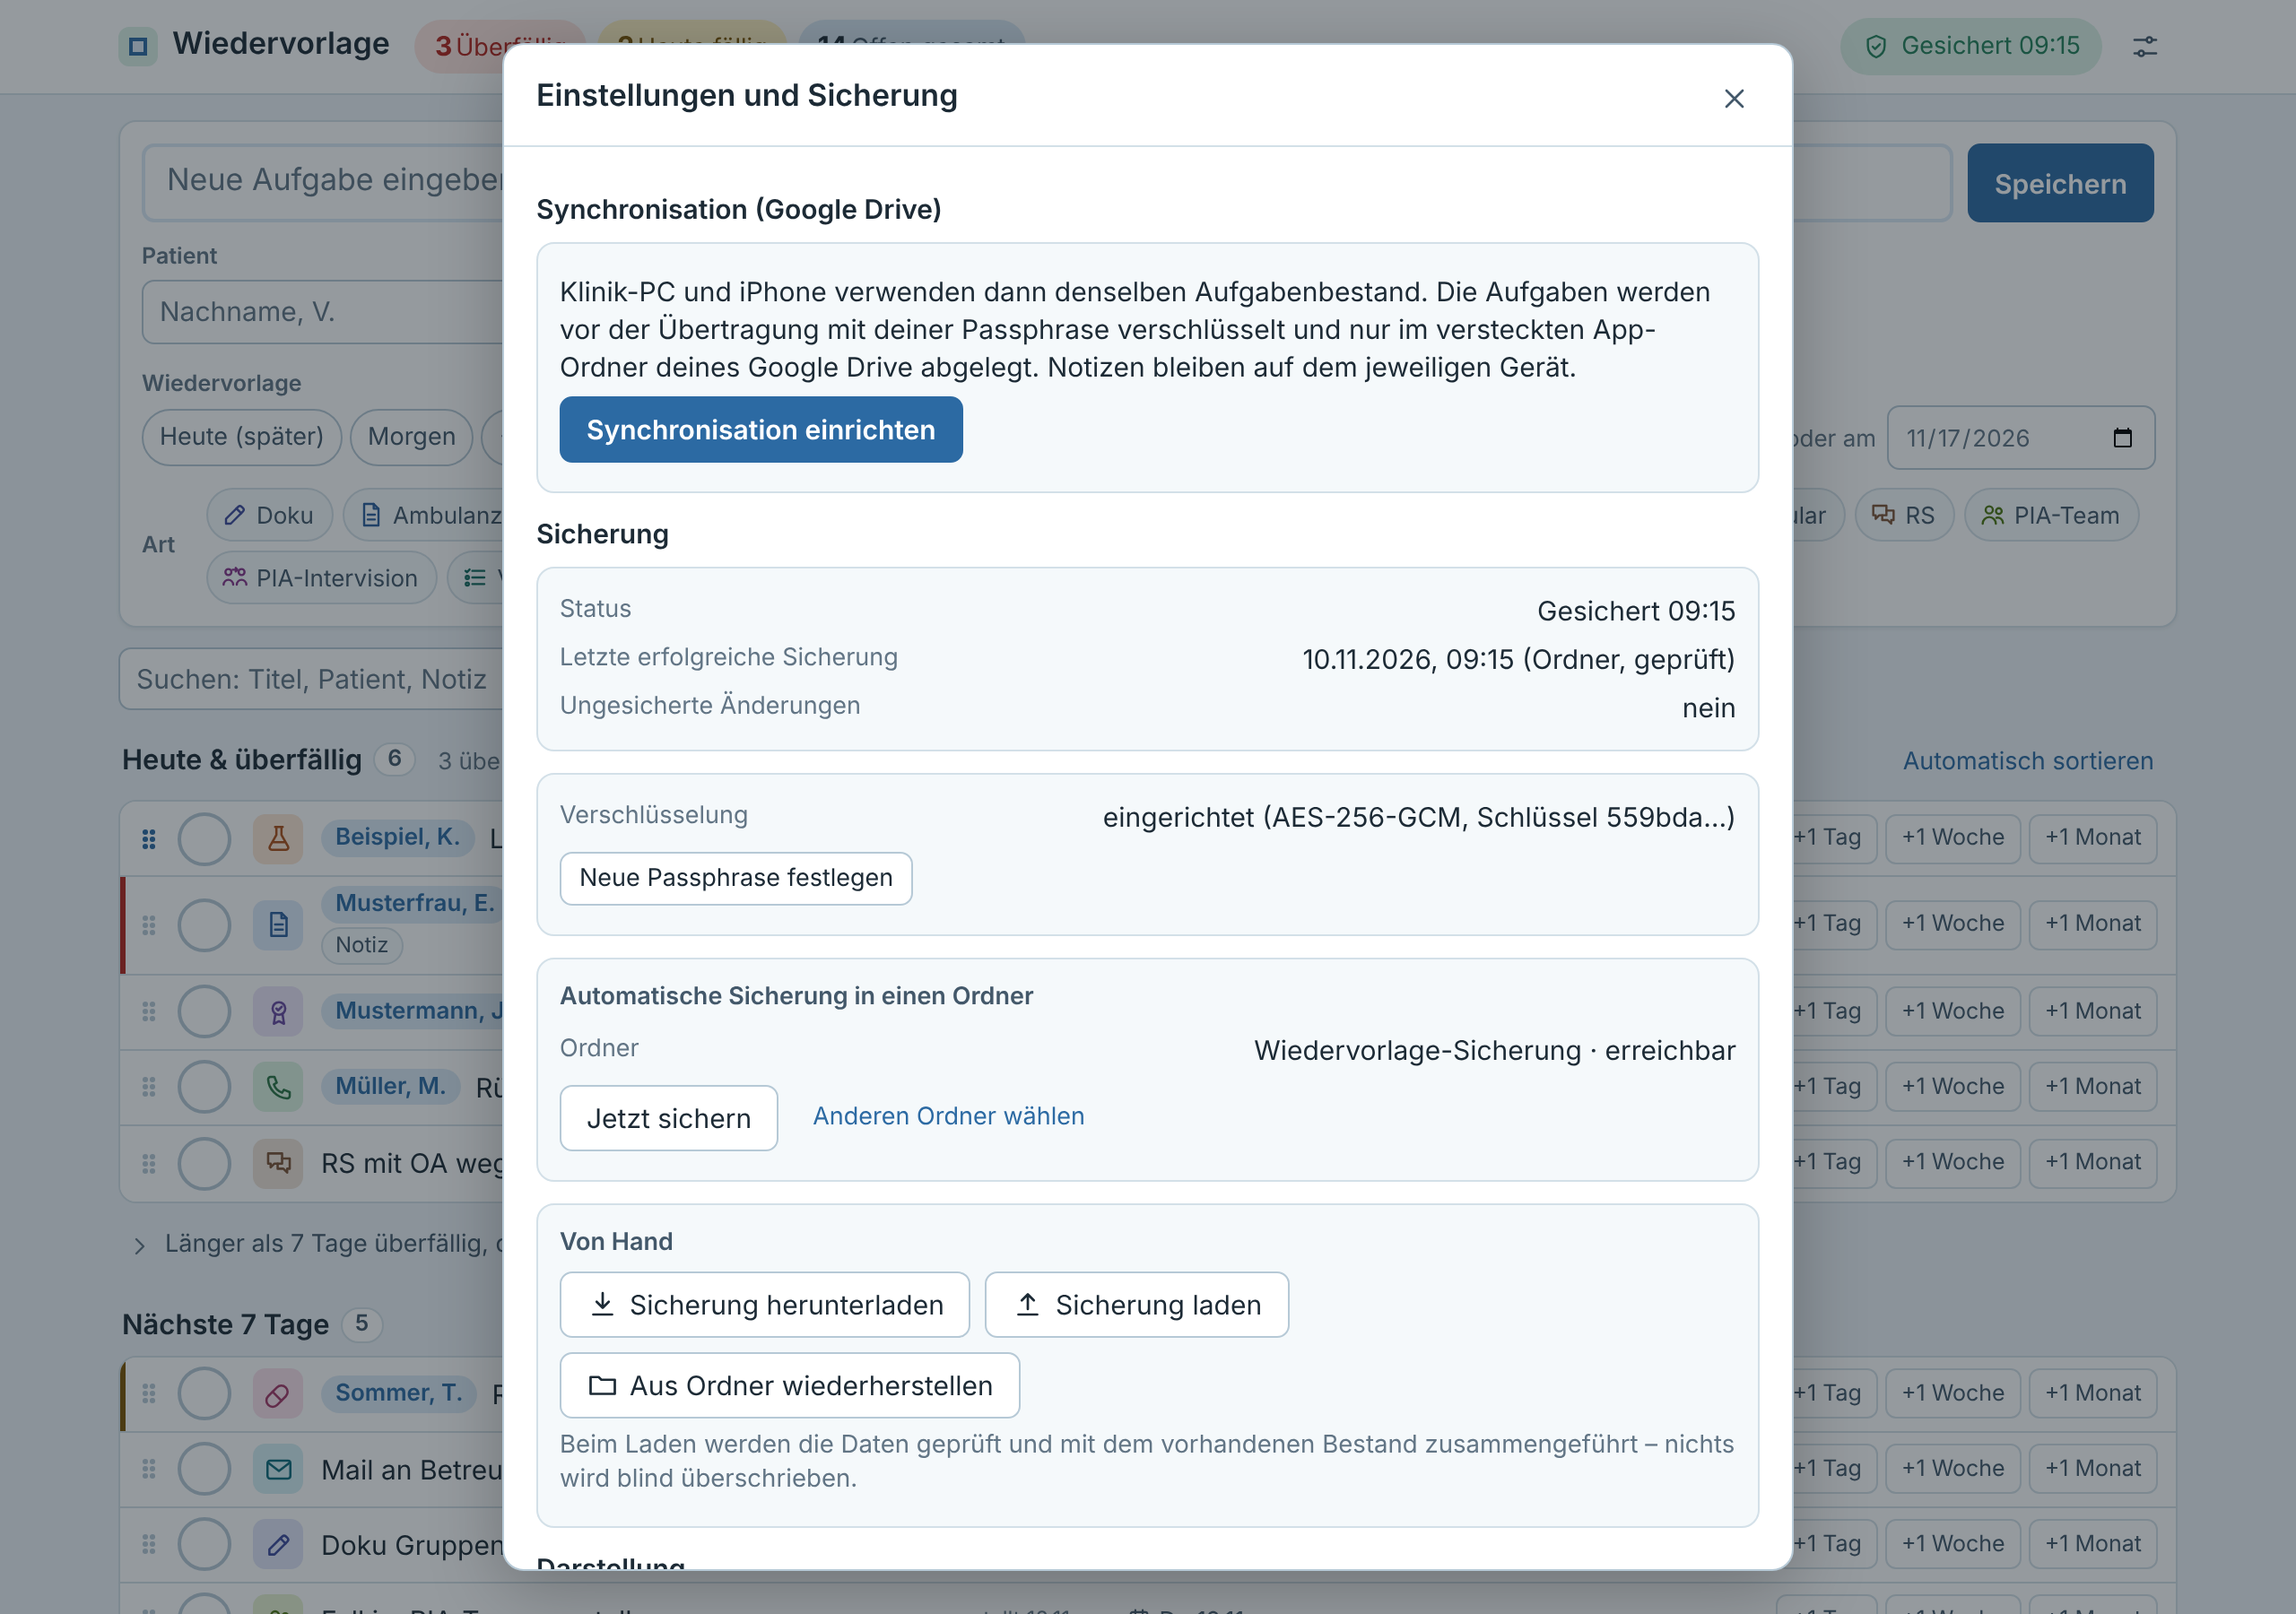 Wiedervorlage
3 Überfällig
Heute fällig
14 Offen gesamt
Gesichert 09:15
Einstellungen und Sicherung
Neue Aufgabe eingeben
Speichern
Patient
Nachname, V.
Wiedervorlage
Heute (später)
Morgen
oder am
11/17/2026
Art
Doku
Ambulanz
RS
PIA-Team
PIA-Intervision
Suchen: Titel, Patient, Notiz
Heute & überfällig 6
Automatisch sortieren
Beispiel, K.
+1 Tag +1 Woche +1 Monat
Musterfrau, E.
Notiz
+1 Tag +1 Woche +1 Monat
Mustermann, J
+1 Tag +1 Woche +1 Monat
Müller, M.
+1 Tag +1 Woche +1 Monat
RS mit OA
+1 Tag +1 Woche +1 Monat
Länger als 7 Tage überfällig,
Nächste 7 Tage 5
Sommer, T.
+1 Tag +1 Woche +1 Monat
Mail an
+1 Tag +1 Woche +1 Monat
Doku
+1 Tag +1 Woche +1 Monat
Synchronisation (Google Drive)
Klinik-PC und iPhone verwenden dann denselben Aufgabenbestand. Die Aufgaben werden
vor der Übertragung mit deiner Passphrase verschlüsselt und nur im versteckten App-
Ordner deines Google Drive abgelegt. Notizen bleiben auf dem jeweiligen Gerät.
Synchronisation einrichten
Sicherung
Status Gesichert 09:15
Letzte erfolgreiche Sicherung 10.11.2026, 09:15 (Ordner, geprüft)
Ungesicherte Änderungen nein
Verschlüsselung eingerichtet (AES-256-GCM, Schlüssel 559bda…)
Neue Passphrase festlegen
Automatische Sicherung in einen Ordner
Ordner Wiedervorlage-Sicherung · erreichbar
Jetzt sichern Anderen Ordner wählen
Von Hand
Sicherung herunterladen Sicherung laden
Aus Ordner wiederherstellen
Beim Laden werden die Daten geprüft und mit dem vorhandenen Bestand zusammengeführt – nichts
wird blind überschrieben.
Darstellung